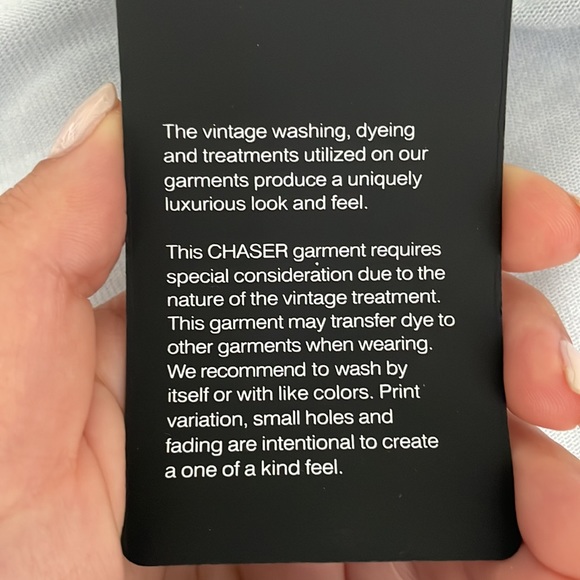 The vintage washing, dyeing
and treatments utilized on our
garments produce a uniquely
luxurious look and feel.
This CHASER garment requires
special consideration due to the
nature of the vintage treatment.
This garment may transfer dye to
other garments when wearing.
We recommend to wash by
itself or with like colors. Print
variation, small holes and
fading are intentional to create
a one of a kind feel.